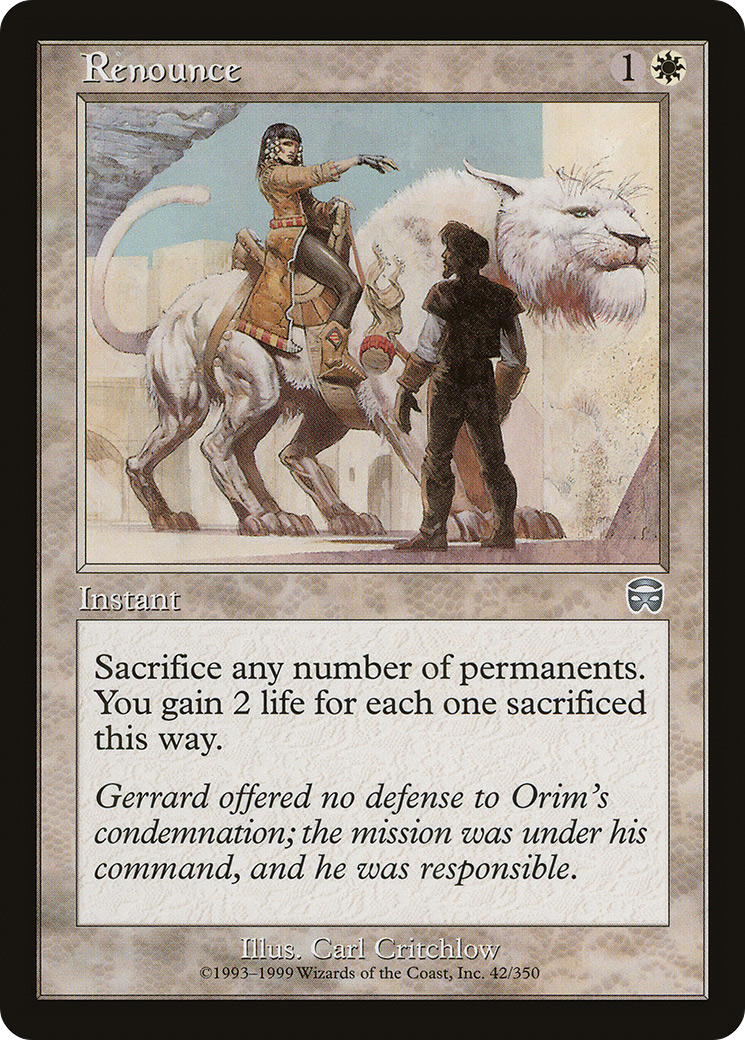 Renounce 1
Instant
Sacrifice any number of permanents.
You gain 2 life for each one sacrificed
this way.
Gerrard offered no defense to Orim's
condemnation; the mission was under his
command, and he was responsible.
Illus. Carl Critchlow
©1993–1999 Wizards of the Coast, Inc. 42/350